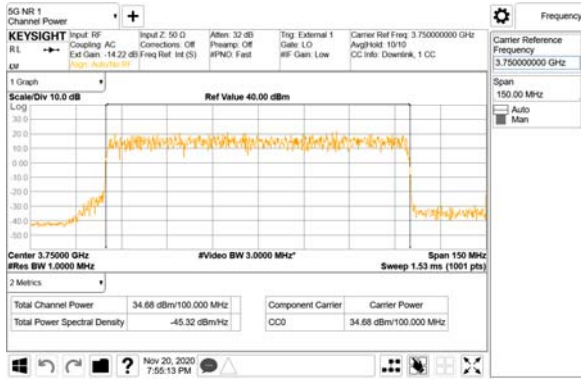 5G NR 1
Channel Power
Frequency
KEYSIGHT
RL
LXI
Input: RF
Coupling: AC
Ext Gain: -14.22 dB
Align: Auto/No RF
Input Z: 50 Ω
Corrections: Off
Freq Ref: Int (S)
Atten: 32 dB
Preamp: Off
#PNO: Fast
Trig: External 1
Gate: LO
#IF Gain: Low
Carrier Ref Freq: 3.750000000 GHz
Avg|Hold: 10/10
CC Info: Downlink, 1 CC
Carrier Reference
Frequency
3.750000000 GHz
Span
150.00 MHz
Auto
Man
1 Graph
Scale/Div 10.0 dB
Ref Value 40.00 dBm
Log
30.0
20.0
10.0
0.00
-10.0
-20.0
-30.0
-40.0
-50.0
Center 3.75000 GHz
#Video BW 3.0000 MHz*
Span 150 MHz
#Res BW 1.0000 MHz
Sweep 1.53 ms (1001 pts)
2 Metrics
Total Channel Power
34.68 dBm/100.000 MHz
Total Power Spectral Density
-45.32 dBm/Hz
Component Carrier
Carrier Power
CC0
34.68 dBm/100.000 MHz
Nov 20, 2020
7:55:13 PM